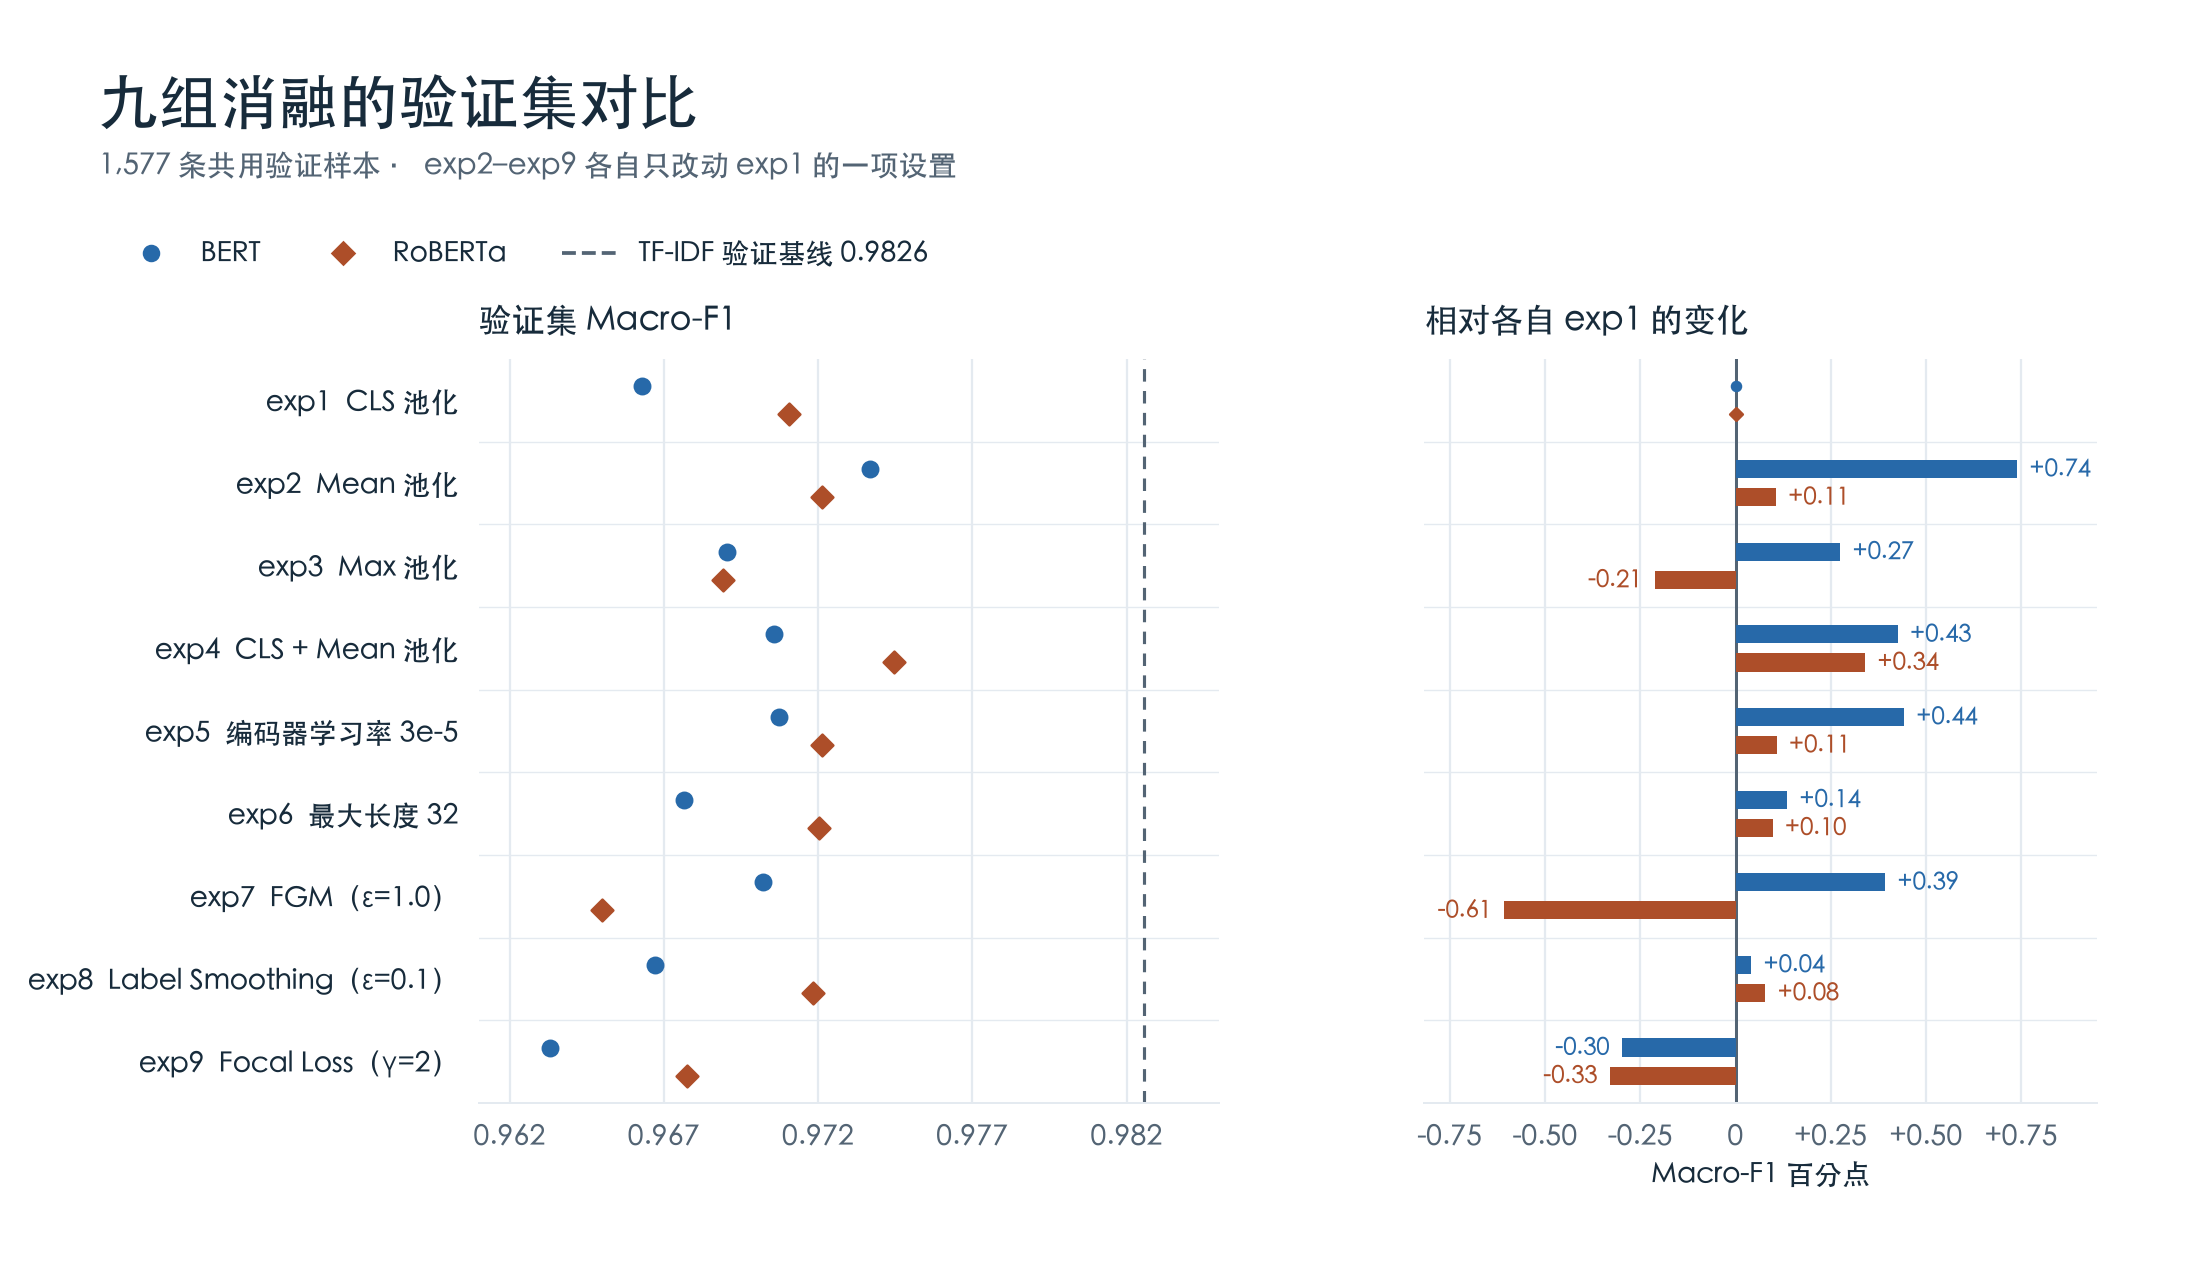 九组消融的验证集对比
1,577 条共用验证样本 · exp2–exp9 各自只改动 exp1 的一项设置
BERT RoBERTa TF-IDF 验证基线 0.9826
验证集 Macro-F1
exp1 CLS 池化
exp2 Mean 池化
exp3 Max 池化
exp4 CLS + Mean 池化
exp5 编码器学习率 3e-5
exp6 最大长度 32
exp7 FGM（ε=1.0）
exp8 Label Smoothing（ε=0.1）
exp9 Focal Loss（γ=2）
0.962 0.967 0.972 0.977 0.982
相对各自 exp1 的变化
+0.74
+0.11
+0.27
-0.21
+0.43
+0.34
+0.44
+0.11
+0.14
+0.10
+0.39
-0.61
+0.04
+0.08
-0.30
-0.33
-0.75 -0.50 -0.25 0 +0.25 +0.50 +0.75
Macro-F1 百分点